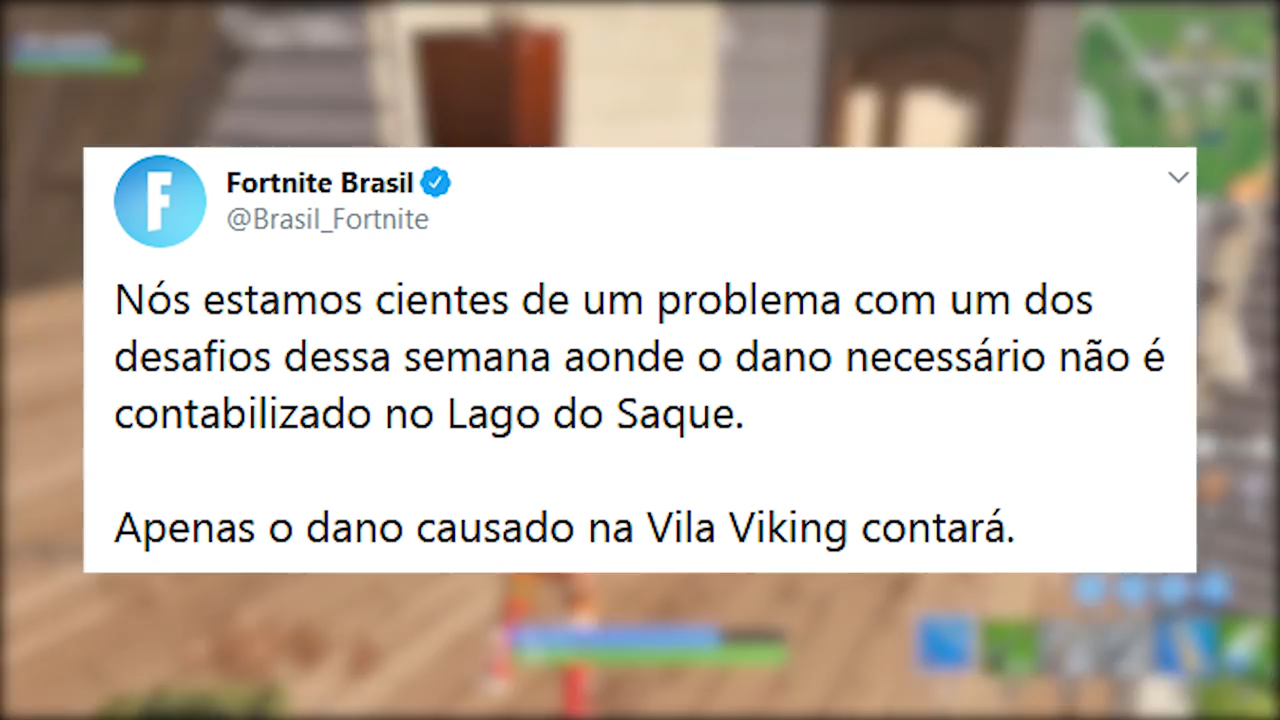 F
Fortnite Brasil
@Brasil_Fortnite
Nós estamos cientes de um problema com um dos
desafios dessa semana aonde o dano necessário não é
contabilizado no Lago do Saque.
Apenas o dano causado na Vila Viking contará.